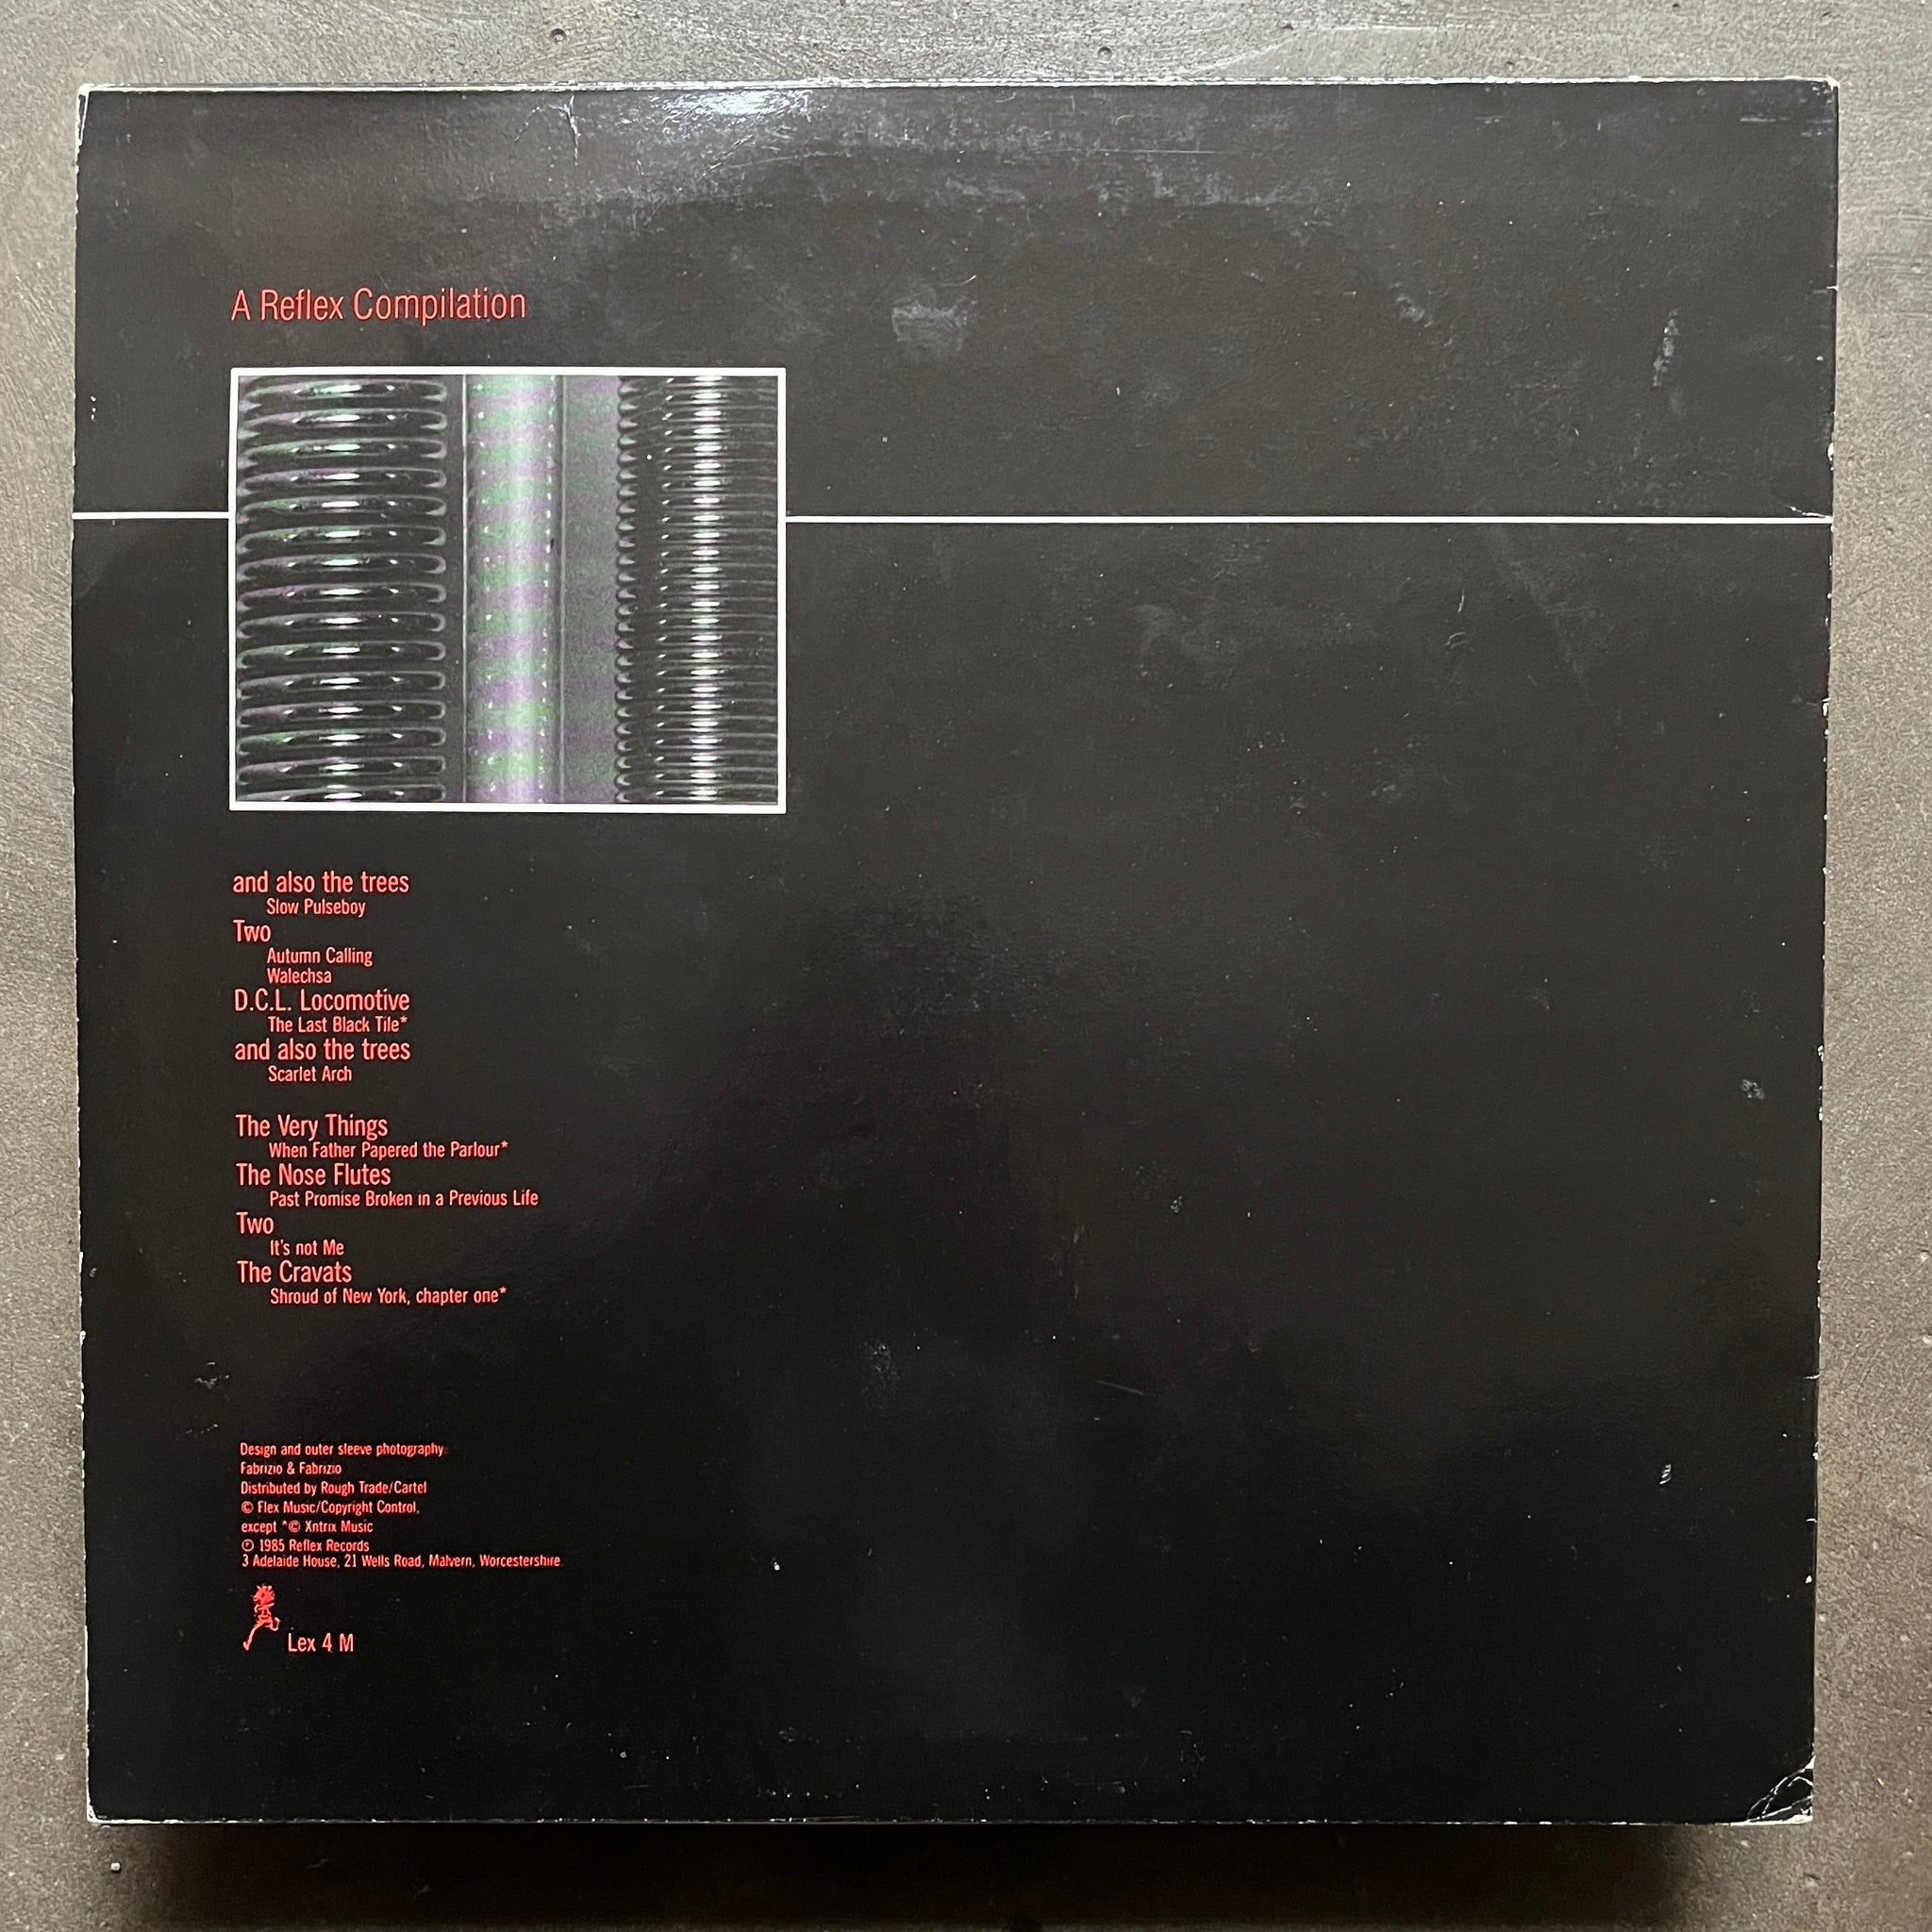 A Reflex Compilation
and also the trees
Slow Pulseboy
Two
Autumn Calling
Walechsa
D.C.L. Locomotive
The Last Black Tile*
and also the trees
Scarlet Arch
The Very Things
When Father Papered the Parlour*
The Nose Flutes
Past Promise Broken in a Previous Life
Two
It's not Me
The Cravats
Shroud of New York, chapter one*
Design and outer sleeve photography
Fabrizio & Fabrizio
Distributed by Rough Trade/Cartel
© Flex Music/Copyright Control,
except *© Xntrix Music
℗ 1985 Reflex Records
3 Adelaide House, 21 Wells Road, Malvern, Worcestershire
Lex 4 M